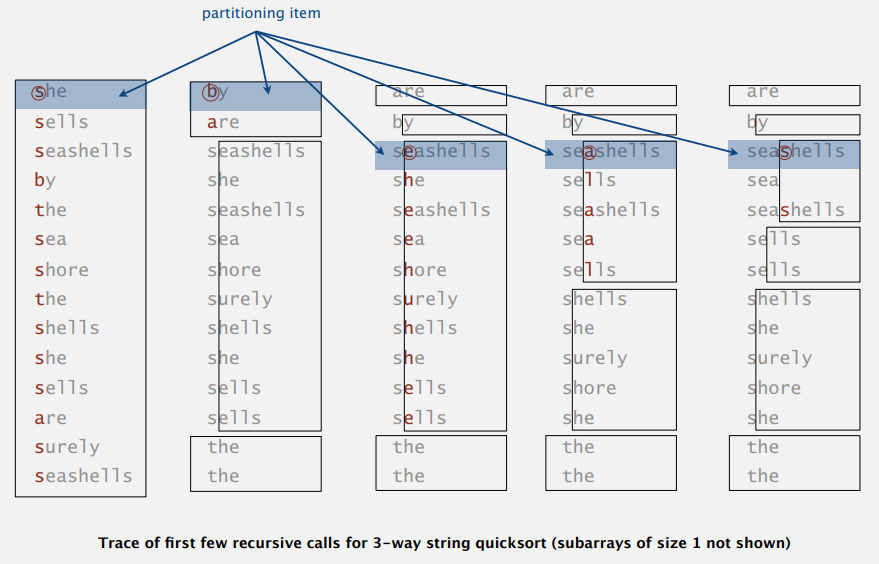 partitioning item
she by are are are
sells are by by by
seashells seashells seashells seashells seashells
by she she sells sea
the seashells seashells seashells seashells
sea sea sea sea sells
shore shore shore sells sells
the surely surely shells shells
shells shells shells she she
she she she surely surely
sells sells sells shore shore
are sells sells she she
surely the the the the
seashells the the the the
Trace of first few recursive calls for 3-way string quicksort (subarrays of size 1 not shown)